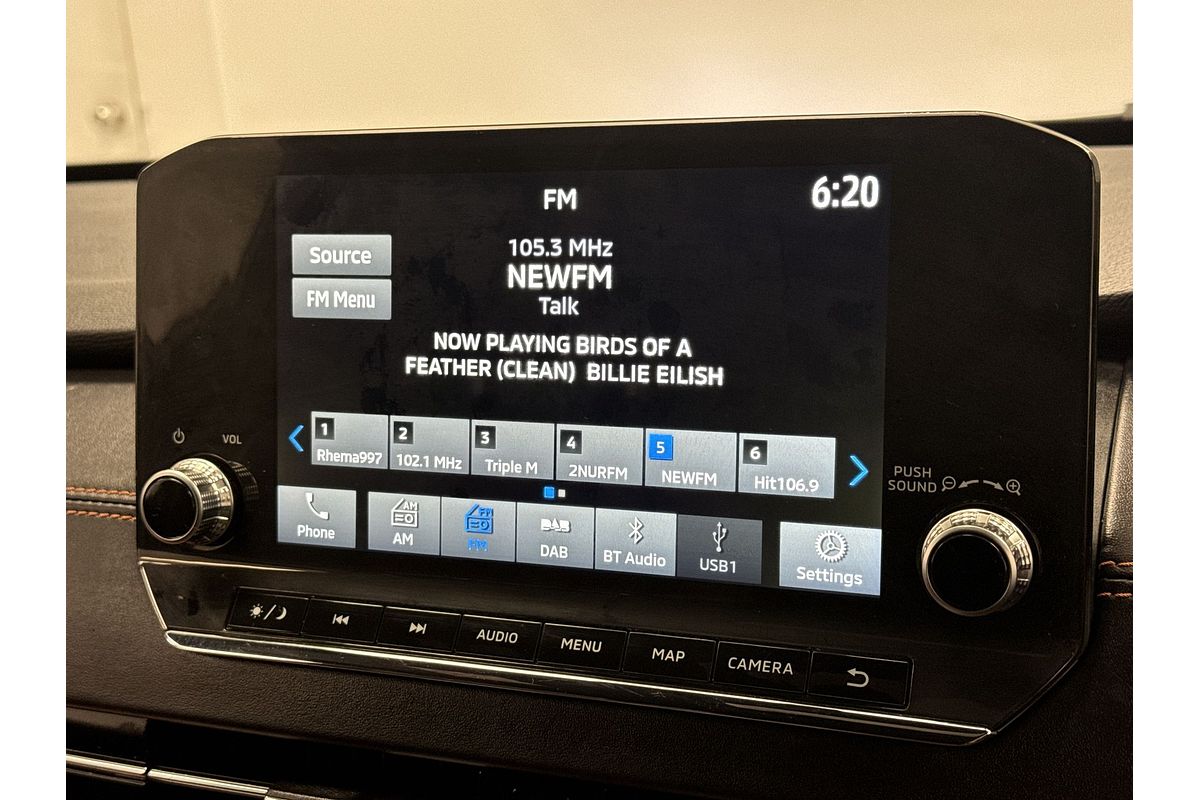 FM
6:20
Source
FM Menu
105.3 MHz
NEWFM
Talk
NOW PLAYING BIRDS OF A
FEATHER (CLEAN) BILLIE EILISH
1
Rhema997
2
102.1 MHz
3
Triple M
4
2NURFM
5
NEWFM
6
Hit106.9
VOL
PUSH
SOUND
Phone
AM
AM
FM
FM
DAB
BT Audio
USB1
Settings
AUDIO
MENU
MAP
CAMERA